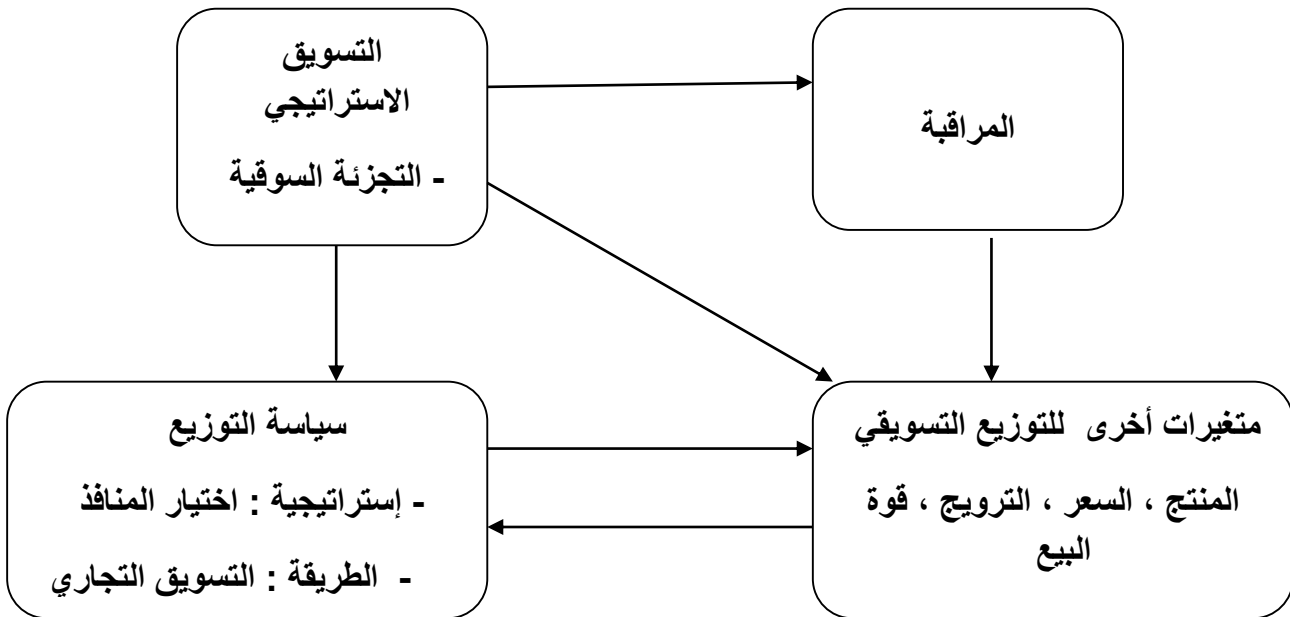 التسويق
الاستراتيجي
- التجزئة السوقية
المراقبة
سياسة التوزيع
- إستراتيجية : اختيار المنافذ
- الطريقة : التسويق التجاري
متغيرات أخرى للتوزيع التسويقي
المنتج ، السعر ، الترويج ، قوة
البيع